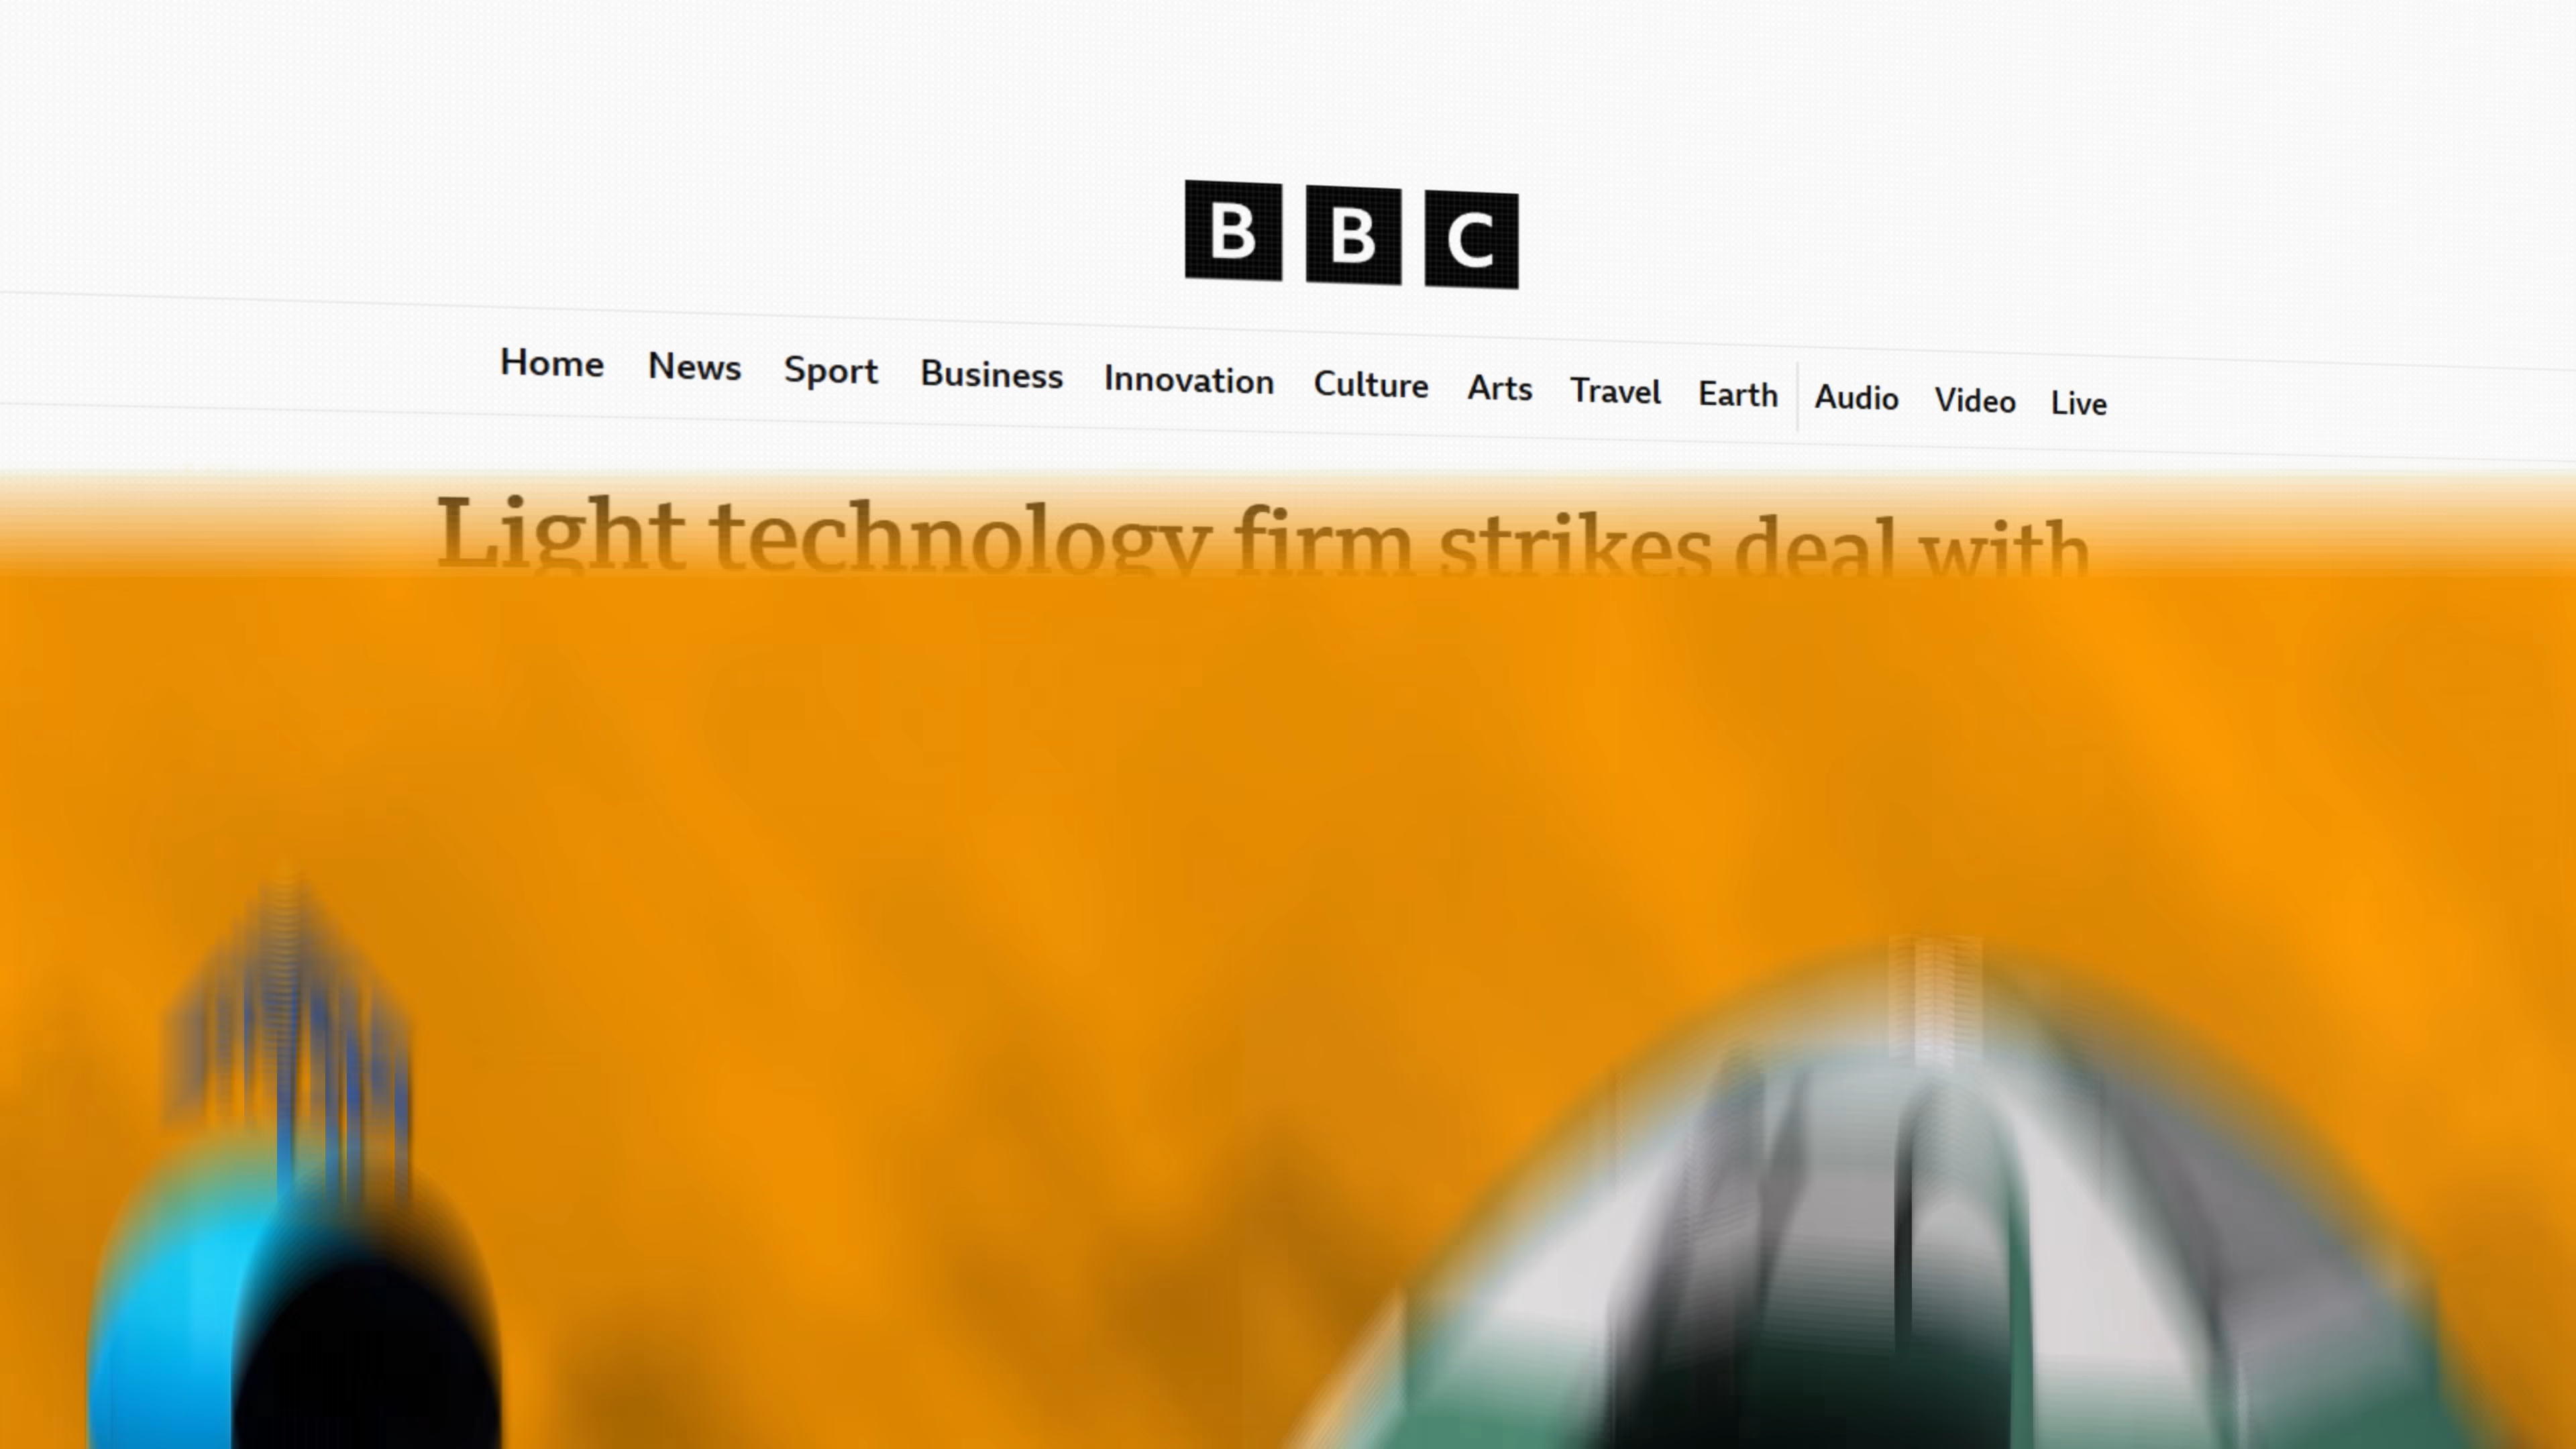 BBC
Home News Sport Business Innovation Culture Arts Travel Earth Audio Video Live
Light technology firm strikes deal with